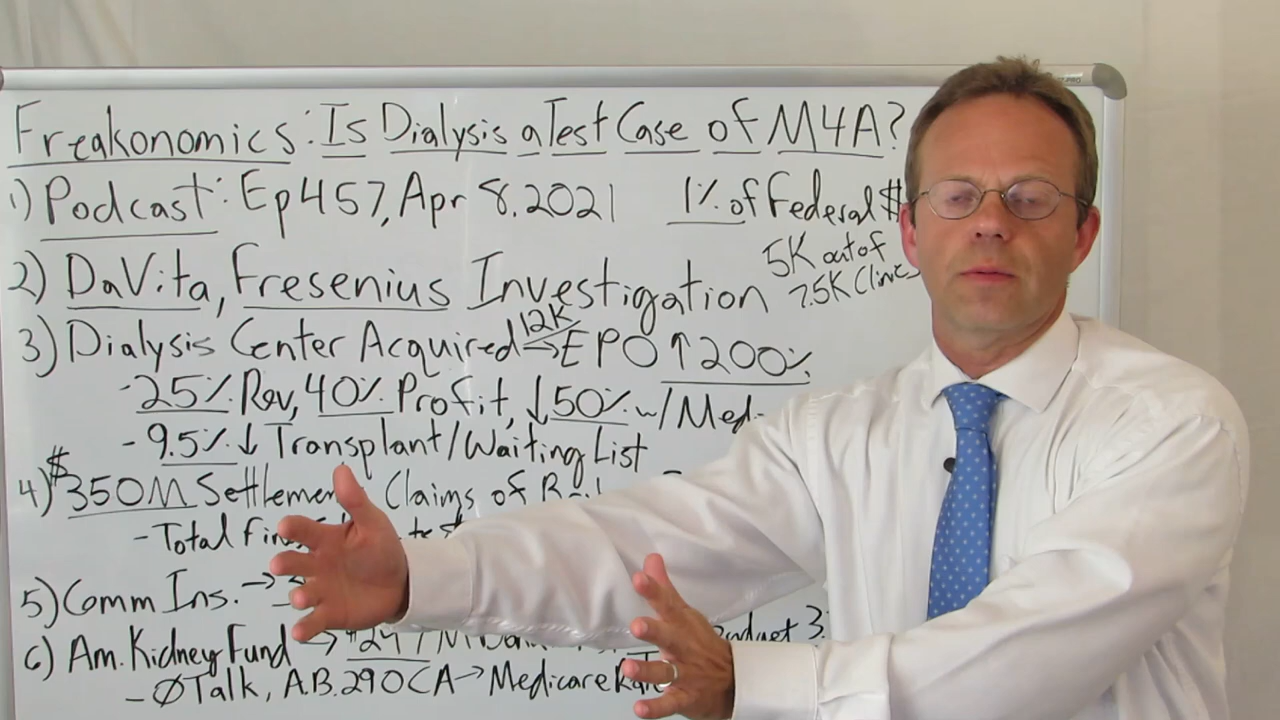 Freakonomics: Is Dialysis a Test Case of M4A?
1) Podcast: Ep 457, Apr 8, 2021 1% of Federal $
2) DaVita, Fresenius Investigation 5K out of
7.5K Clinics
3) Dialysis Center Acquired 12K → EPO ↑ 200%
- 25% Rev, 40% Profit, ↓ 50% w/
- 9.5% ↓ Transplant/Waiting List
4) $350M Claims of
- Total
5) Comm Ins. →
6) Am. Kidney Fund →
- Ø Talk, A.B. 290 CA → Medicare